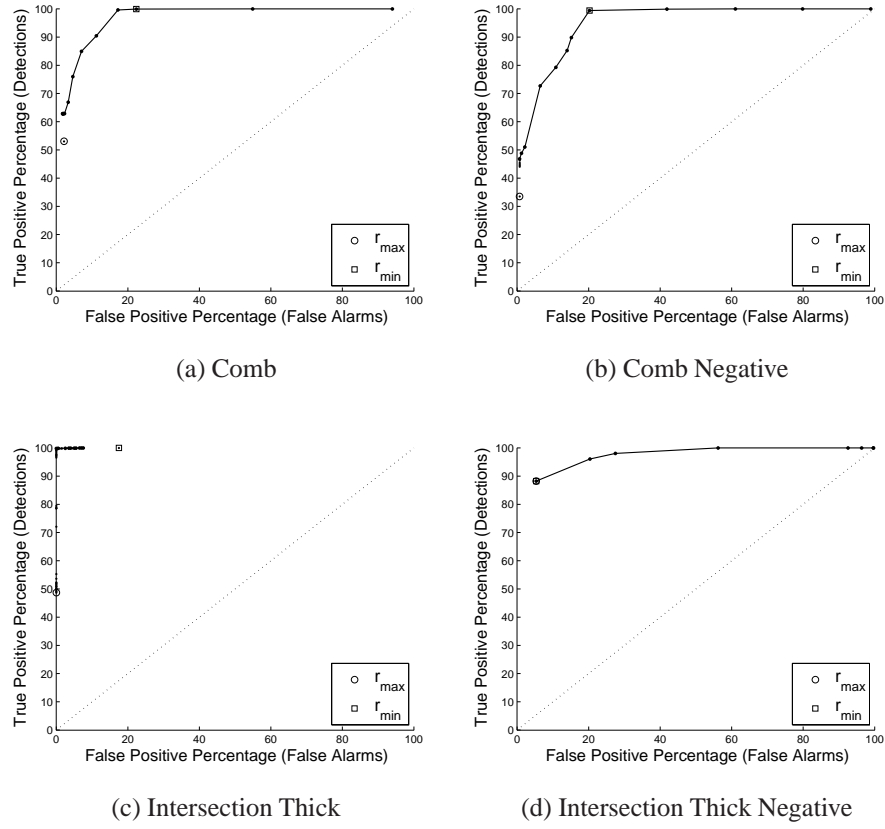 True Positive Percentage (Detections)
100
90
80
70
60
50
40
30
20
10
0
0 20 40 60 80 100
False Positive Percentage (False Alarms)
r_max
r_min
(a) Comb
True Positive Percentage (Detections)
100
90
80
70
60
50
40
30
20
10
0
0 20 40 60 80 100
False Positive Percentage (False Alarms)
r_max
r_min
(b) Comb Negative
True Positive Percentage (Detections)
100
90
80
70
60
50
40
30
20
10
0
0 20 40 60 80 100
False Positive Percentage (False Alarms)
r_max
r_min
(c) Intersection Thick
True Positive Percentage (Detections)
100
90
80
70
60
50
40
30
20
10
0
0 20 40 60 80 100
False Positive Percentage (False Alarms)
r_max
r_min
(d) Intersection Thick Negative